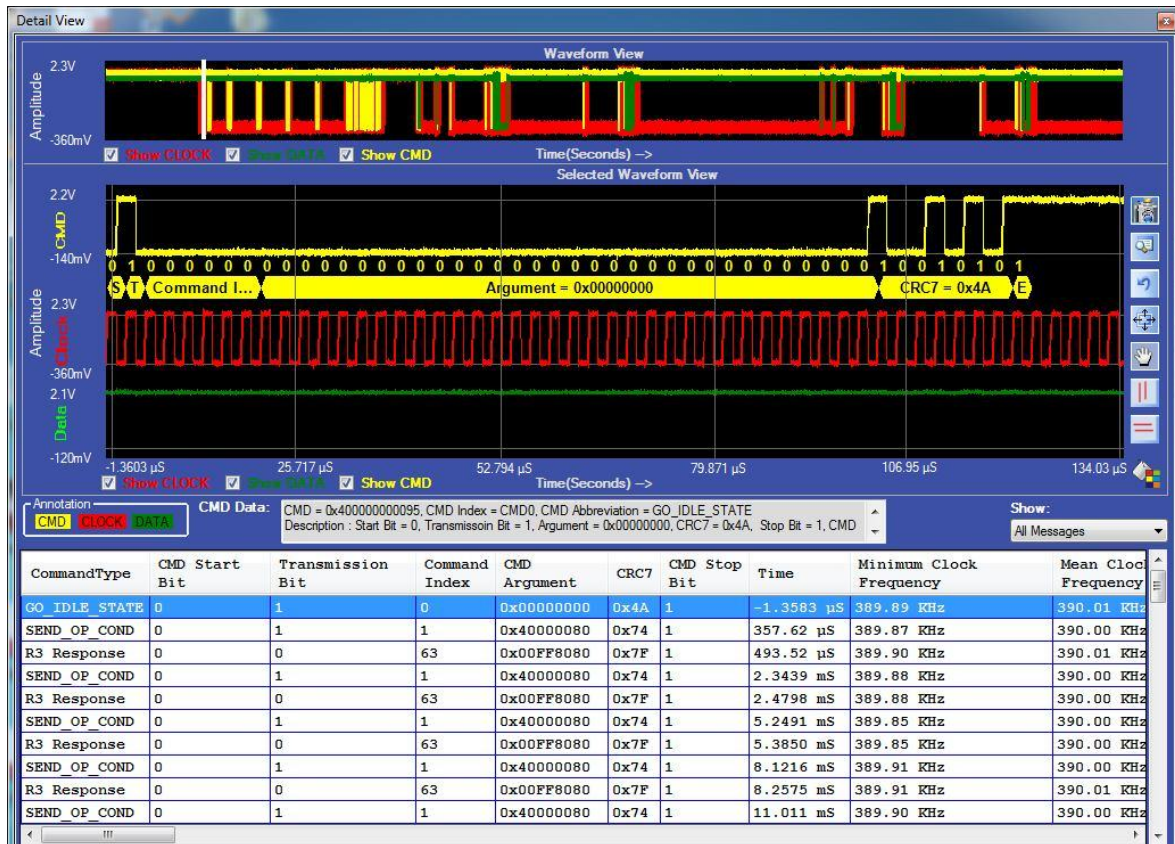 Detail View
Waveform View
2.3V
Amplitude
-360mV
Show CLOCK Show DATA Show CMD Time(Seconds) -->
Selected Waveform View
2.2V
CMD
-140mV
0 1 0 0 0 0 0 0 0 0 0 0 0 0 0 0 0 0 0 0 0 0 0 0 0 0 0 0 0 0 0 0 0 0 0 0 0 0 0 0 1 0 0 1 0 1 0 1
S T Command I... Argument = 0x00000000 CRC7 = 0x4A E
Amplitude
2.3V
Clock
-360mV
2.1V
Data
-120mV
-1.3603 µS 25.717 µS 52.794 µS 79.871 µS 106.95 µS 134.03 µS
Show CLOCK Show DATA Show CMD Time(Seconds) -->
Annotation
CMD CLOCK DATA
CMD Data:
CMD = 0x400000000095, CMD Index = CMD0, CMD Abbreviation = GO_IDLE_STATE
Description : Start Bit = 0, Transmissoin Bit = 1, Argument = 0x00000000, CRC7 = 0x4A, Stop Bit = 1, CMD
Show:
All Messages
CommandType CMD Start Bit Transmission Bit Command Index CMD Argument CRC7 CMD Stop Bit Time Minimum Clock Frequency Mean Cloc Frequency
GO_IDLE_STATE 0 1 0 0x00000000 0x4A 1 -1.3583 µS 389.89 KHz 390.01 KHz
SEND_OP_COND 0 1 1 0x40000080 0x74 1 357.62 µS 389.87 KHz 390.00 KHz
R3 Response 0 0 63 0x00FF8080 0x7F 1 493.52 µS 389.90 KHz 390.01 KHz
SEND_OP_COND 0 1 1 0x40000080 0x74 1 2.3439 mS 389.88 KHz 390.00 KHz
R3 Response 0 0 63 0x00FF8080 0x7F 1 2.4798 mS 389.88 KHz 390.00 KHz
SEND_OP_COND 0 1 1 0x40000080 0x74 1 5.2491 mS 389.85 KHz 390.00 KHz
R3 Response 0 0 63 0x00FF8080 0x7F 1 5.3850 mS 389.85 KHz 390.00 KHz
SEND_OP_COND 0 1 1 0x40000080 0x74 1 8.1216 mS 389.91 KHz 390.00 KHz
R3 Response 0 0 63 0x00FF8080 0x7F 1 8.2575 mS 389.91 KHz 390.01 KHz
SEND_OP_COND 0 1 1 0x40000080 0x74 1 11.011 mS 389.90 KHz 390.00 KHz